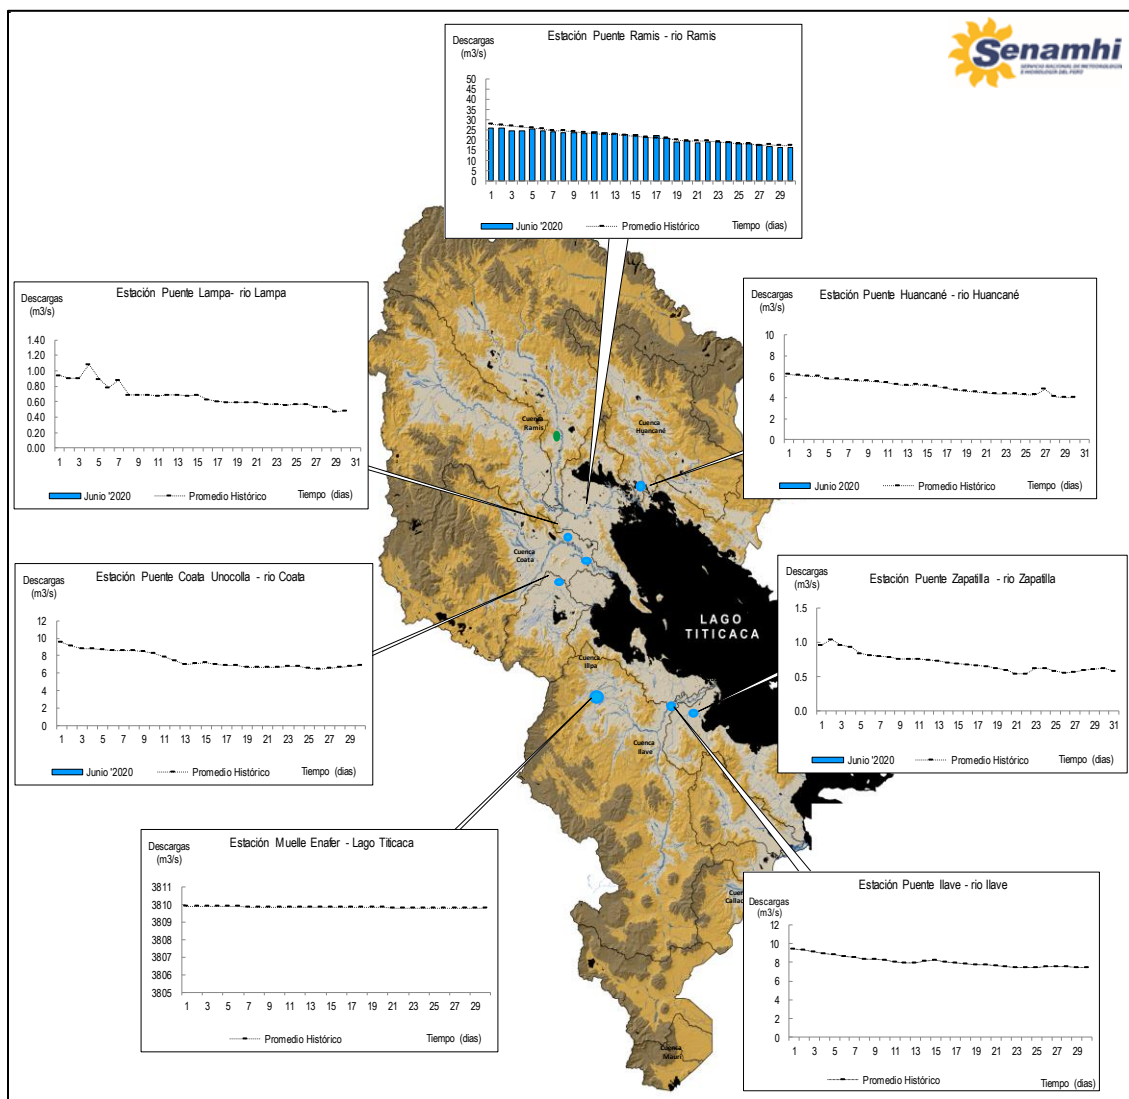 Senamhi
SERVICIO NACIONAL DE METEOROLOGÍA
E HIDROLOGÍA DEL PERÚ
Descargas
(m3/s)
Estación Puente Ramis - rio Ramis
50
45
40
35
30
25
20
15
10
5
0
1 3 5 7 9 11 13 15 17 19 21 23 25 27 29
Junio '2020 Promedio Histórico Tiempo (dias)
Descargas
(m3/s)
Estación Puente Lampa- rio Lampa
1.40
1.20
1.00
0.80
0.60
0.40
0.20
0.00
1 3 5 7 9 11 13 15 17 19 21 23 25 27 29 31
Junio '2020 Promedio Histórico Tiempo (dias)
Descargas
(m3/s)
Estación Puente Huancané - rio Huancané
10
8
6
4
2
0
1 3 5 7 9 11 13 15 17 19 21 23 25 27 29 31
Junio 2020 Promedio Histórico Tiempo (dias)
Cuenca
Ramis
Cuenca
Huancané
Cuenca
Coata
Descargas
(m3/s)
Estación Puente Coata Unocolla - rio Coata
12
10
8
6
4
2
0
1 3 5 7 9 11 13 15 17 19 21 23 25 27 29
Junio '2020 Promedio Histórico Tiempo (dias)
LAGO
TITICACA
Descargas
(m3/s)
Estación Puente Zapatilla - rio Zapatilla
1.5
1.0
0.5
0.0
1 3 5 7 9 11 13 15 17 19 21 23 25 27 29 31
Junio '2020 Promedio Histórico Tiempo (dias)
Cuenca
Illpa
Cuenca
Ilave
Estación Muelle Enafer - Lago Titicaca
Descargas
(m3/s)
3811
3810
3809
3808
3807
3806
3805
1 3 5 7 9 11 13 15 17 19 21 23 25 27 29
Promedio Histórico Tiempo (dias)
Estación Puente Ilave - rio Ilave
Descargas
(m3/s)
12
10
8
6
4
2
0
1 3 5 7 9 11 13 15 17 19 21 23 25 27 29
Promedio Histórico Tiempo (dias)
Cuenca
Mauri